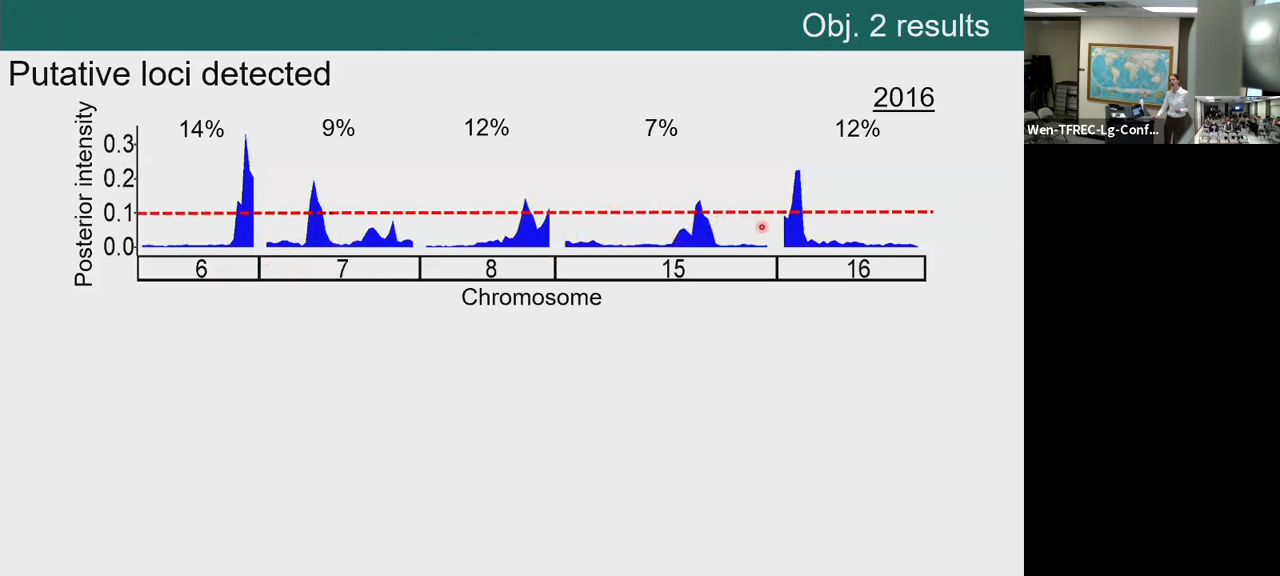 Obj. 2 results
Putative loci detected
2016
14% 9% 12% 7% 12%
Posterior intensity
0.3
0.2
0.1
0.0
6 7 8 15 16
Chromosome
Wen-TFREC-Lg-Conf...